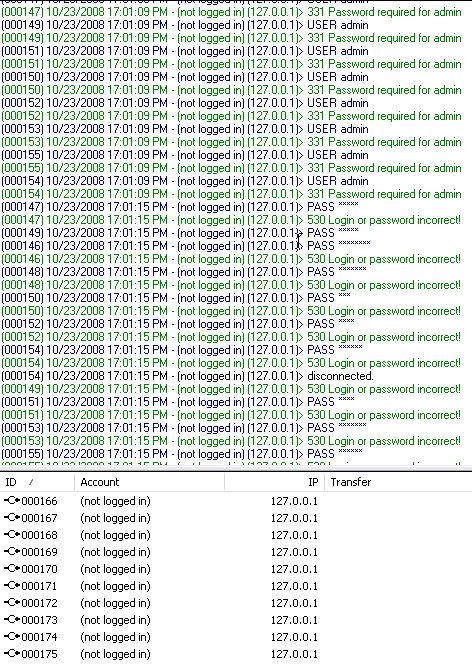 (000147) 10/23/2008 17:01:09 PM - (not logged in) (127.0.0.1)> 331 Password required for admin
(000149) 10/23/2008 17:01:09 PM - (not logged in) (127.0.0.1)> USER admin
(000149) 10/23/2008 17:01:09 PM - (not logged in) (127.0.0.1)> 331 Password required for admin
(000151) 10/23/2008 17:01:09 PM - (not logged in) (127.0.0.1)> USER admin
(000151) 10/23/2008 17:01:09 PM - (not logged in) (127.0.0.1)> 331 Password required for admin
(000150) 10/23/2008 17:01:09 PM - (not logged in) (127.0.0.1)> USER admin
(000150) 10/23/2008 17:01:09 PM - (not logged in) (127.0.0.1)> 331 Password required for admin
(000152) 10/23/2008 17:01:09 PM - (not logged in) (127.0.0.1)> USER admin
(000152) 10/23/2008 17:01:09 PM - (not logged in) (127.0.0.1)> 331 Password required for admin
(000153) 10/23/2008 17:01:09 PM - (not logged in) (127.0.0.1)> USER admin
(000153) 10/23/2008 17:01:09 PM - (not logged in) (127.0.0.1)> 331 Password required for admin
(000155) 10/23/2008 17:01:09 PM - (not logged in) (127.0.0.1)> USER admin
(000155) 10/23/2008 17:01:09 PM - (not logged in) (127.0.0.1)> 331 Password required for admin
(000154) 10/23/2008 17:01:09 PM - (not logged in) (127.0.0.1)> USER admin
(000154) 10/23/2008 17:01:09 PM - (not logged in) (127.0.0.1)> 331 Password required for admin
(000147) 10/23/2008 17:01:15 PM - (not logged in) (127.0.0.1)> PASS *****
(000147) 10/23/2008 17:01:15 PM - (not logged in) (127.0.0.1)> 530 Login or password incorrect!
(000149) 10/23/2008 17:01:15 PM - (not logged in) (127.0.0.1)> PASS *****
(000146) 10/23/2008 17:01:15 PM - (not logged in) (127.0.0.1)> PASS ********
(000146) 10/23/2008 17:01:15 PM - (not logged in) (127.0.0.1)> 530 Login or password incorrect!
(000148) 10/23/2008 17:01:15 PM - (not logged in) (127.0.0.1)> PASS *******
(000148) 10/23/2008 17:01:15 PM - (not logged in) (127.0.0.1)> 530 Login or password incorrect!
(000150) 10/23/2008 17:01:15 PM - (not logged in) (127.0.0.1)> PASS ***
(000150) 10/23/2008 17:01:15 PM - (not logged in) (127.0.0.1)> 530 Login or password incorrect!
(000152) 10/23/2008 17:01:15 PM - (not logged in) (127.0.0.1)> PASS ****
(000152) 10/23/2008 17:01:15 PM - (not logged in) (127.0.0.1)> 530 Login or password incorrect!
(000154) 10/23/2008 17:01:15 PM - (not logged in) (127.0.0.1)> PASS ******
(000154) 10/23/2008 17:01:15 PM - (not logged in) (127.0.0.1)> 530 Login or password incorrect!
(000154) 10/23/2008 17:01:15 PM - (not logged in) (127.0.0.1)> disconnected.
(000149) 10/23/2008 17:01:15 PM - (not logged in) (127.0.0.1)> 530 Login or password incorrect!
(000151) 10/23/2008 17:01:15 PM - (not logged in) (127.0.0.1)> PASS ****
(000151) 10/23/2008 17:01:15 PM - (not logged in) (127.0.0.1)> 530 Login or password incorrect!
(000153) 10/23/2008 17:01:15 PM - (not logged in) (127.0.0.1)> PASS *******
(000153) 10/23/2008 17:01:15 PM - (not logged in) (127.0.0.1)> 530 Login or password incorrect!
(000155) 10/23/2008 17:01:15 PM - (not logged in) (127.0.0.1)> PASS ******
ID / Account IP Transfer
000166 (not logged in) 127.0.0.1
000167 (not logged in) 127.0.0.1
000168 (not logged in) 127.0.0.1
000169 (not logged in) 127.0.0.1
000170 (not logged in) 127.0.0.1
000171 (not logged in) 127.0.0.1
000172 (not logged in) 127.0.0.1
000173 (not logged in) 127.0.0.1
000174 (not logged in) 127.0.0.1
000175 (not logged in) 127.0.0.1